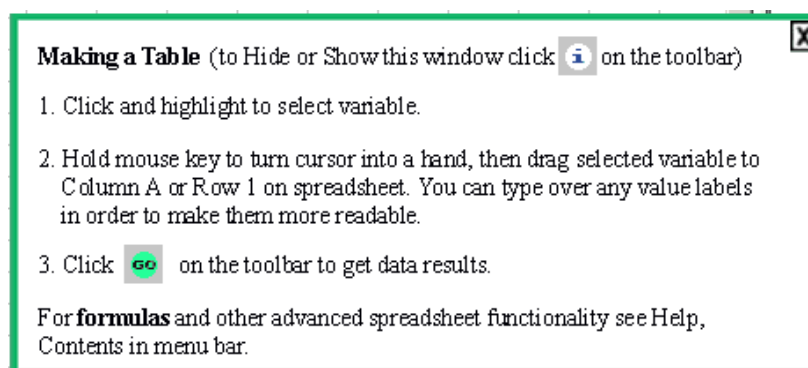 Making a Table (to Hide or Show this window click i on the toolbar)
1. Click and highlight to select variable.
2. Hold mouse key to turn cursor into a hand, then drag selected variable to
Column A or Row 1 on spreadsheet. You can type over any value labels
in order to make them more readable.
3. Click GO on the toolbar to get data results.
For formulas and other advanced spreadsheet functionality see Help,
Contents in menu bar.